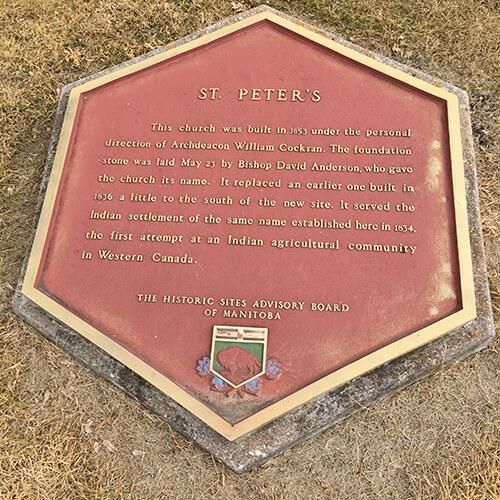 ST. PETER'S
This church was built in 1853 under the personal
direction of Archdeacon William Cockran. The foundation
stone was laid May 23 by Bishop David Anderson, who gave
the church its name. It replaced an earlier one built in
1836 a little to the south of the new site. It served the
Indian settlement of the same name established here in 1834,
the first attempt at an Indian agricultural community
in Western Canada.
THE HISTORIC SITES ADVISORY BOARD
OF MANITOBA